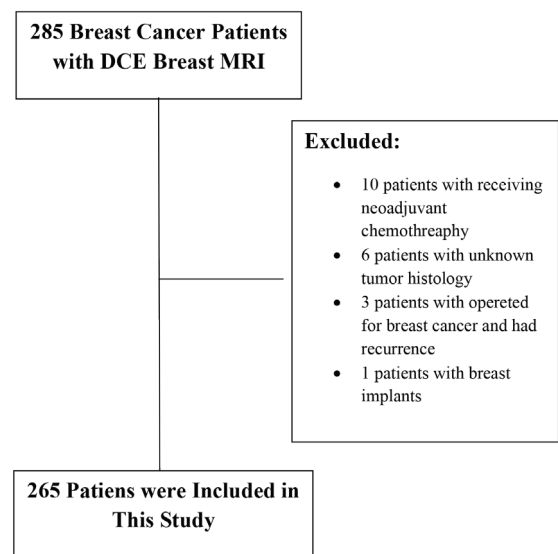 285 Breast Cancer Patients
with DCE Breast MRI
Excluded:
• 10 patients with receiving
neoadjuvant
chemothreaphy
• 6 patients with unknown
tumor histology
• 3 patients with opereted
for breast cancer and had
recurrence
• 1 patients with breast
implants
265 Patiens were Included in
This Study